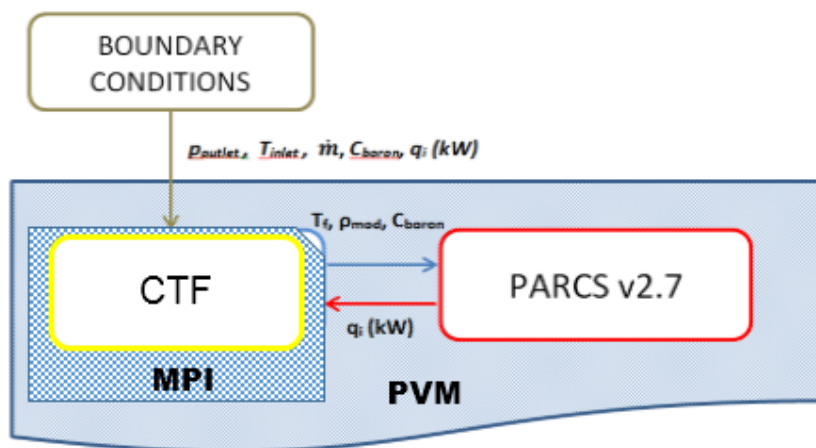 BOUNDARY
CONDITIONS
Poutlet, Tinlet, ṁ, Cboron, qi (kW)
Tf, ρmod, Cboron
CTF
PARCS v2.7
qi (kW)
MPI
PVM